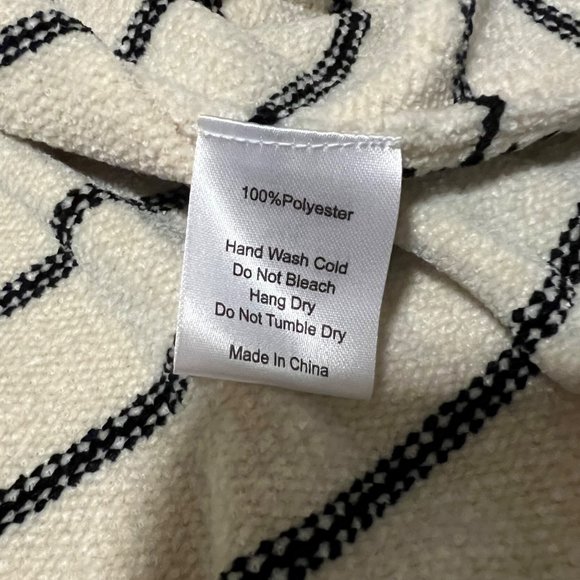 100%Polyester
Hand Wash Cold
Do Not Bleach
Hang Dry
Do Not Tumble Dry
Made In China